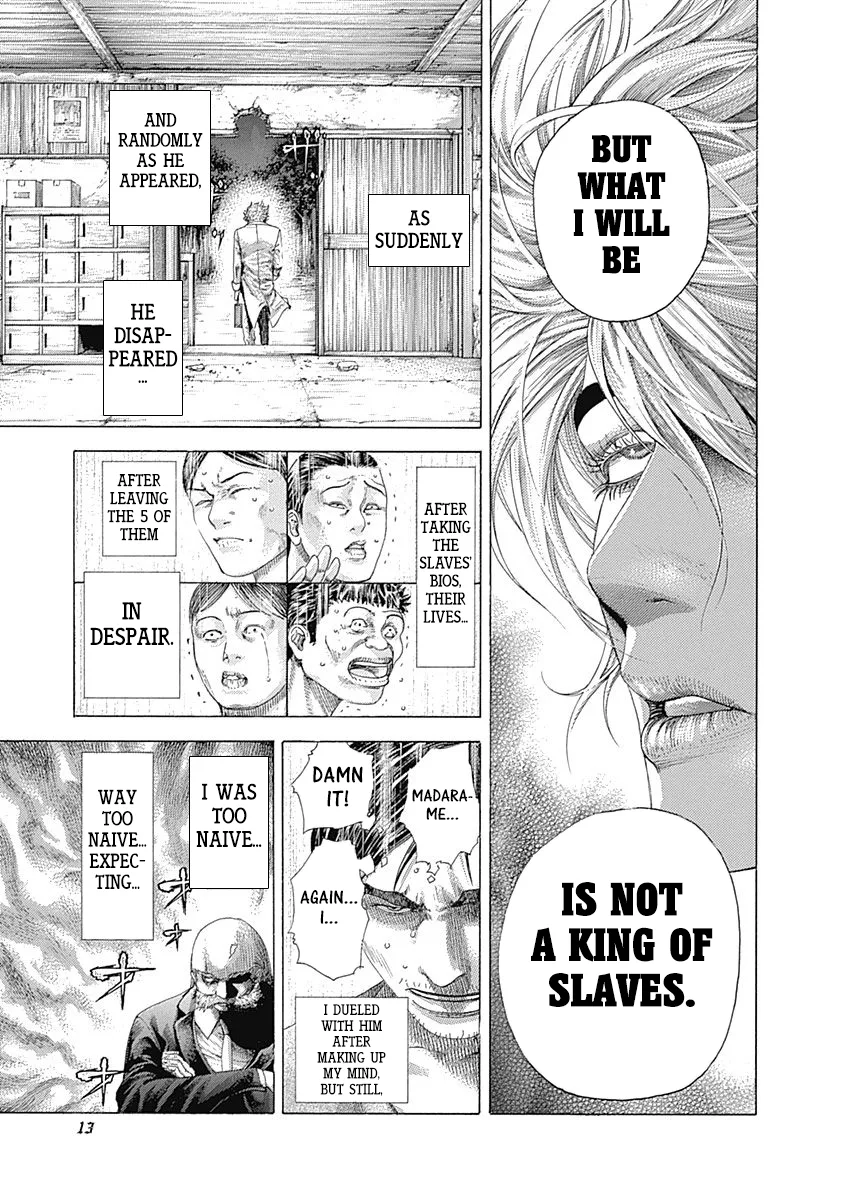 BUT
WHAT
I WILL
BE
IS NOT
A KING OF
SLAVES.
AS
SUDDENLY
AND
RANDOMLY
AS HE
APPEARED,
HE
DISAP-
PEARED
...
AFTER
TAKING
THE
SLAVES'
BIOS,
THEIR
LIVES...
AFTER
LEAVING
THE 5 OF
THEM
IN
DESPAIR.
MADARA-
ME...
DAMN
IT!
AGAIN...
I...
I DUELED
WITH HIM
AFTER
MAKING UP
MY MIND,
BUT STILL,
I WAS
TOO
NAIVE...
WAY
TOO
NAIVE...
EXPEC-
TING...
13